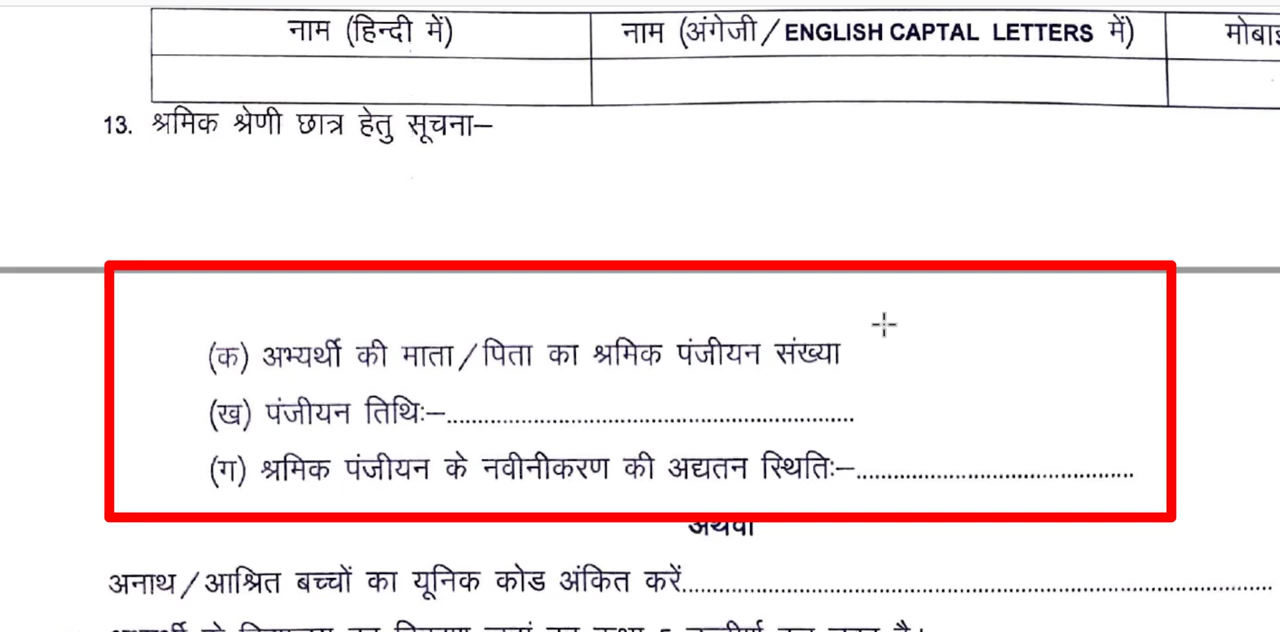 नाम (हिन्दी में) नाम (अंगेजी/ENGLISH CAPTAL LETTERS में)
13. श्रमिक श्रेणी छात्र हेतु सूचना–
(क) अभ्यर्थी की माता/पिता का श्रमिक पंजीयन संख्या
(ख) पंजीयन तिथिः–..........................................................
(ग) श्रमिक पंजीयन के नवीनीकरण की अद्यतन स्थितिः–..........................................
अथवा
अनाथ/आश्रित बच्चों का यूनिक कोड अंकित करें..........................................................................................